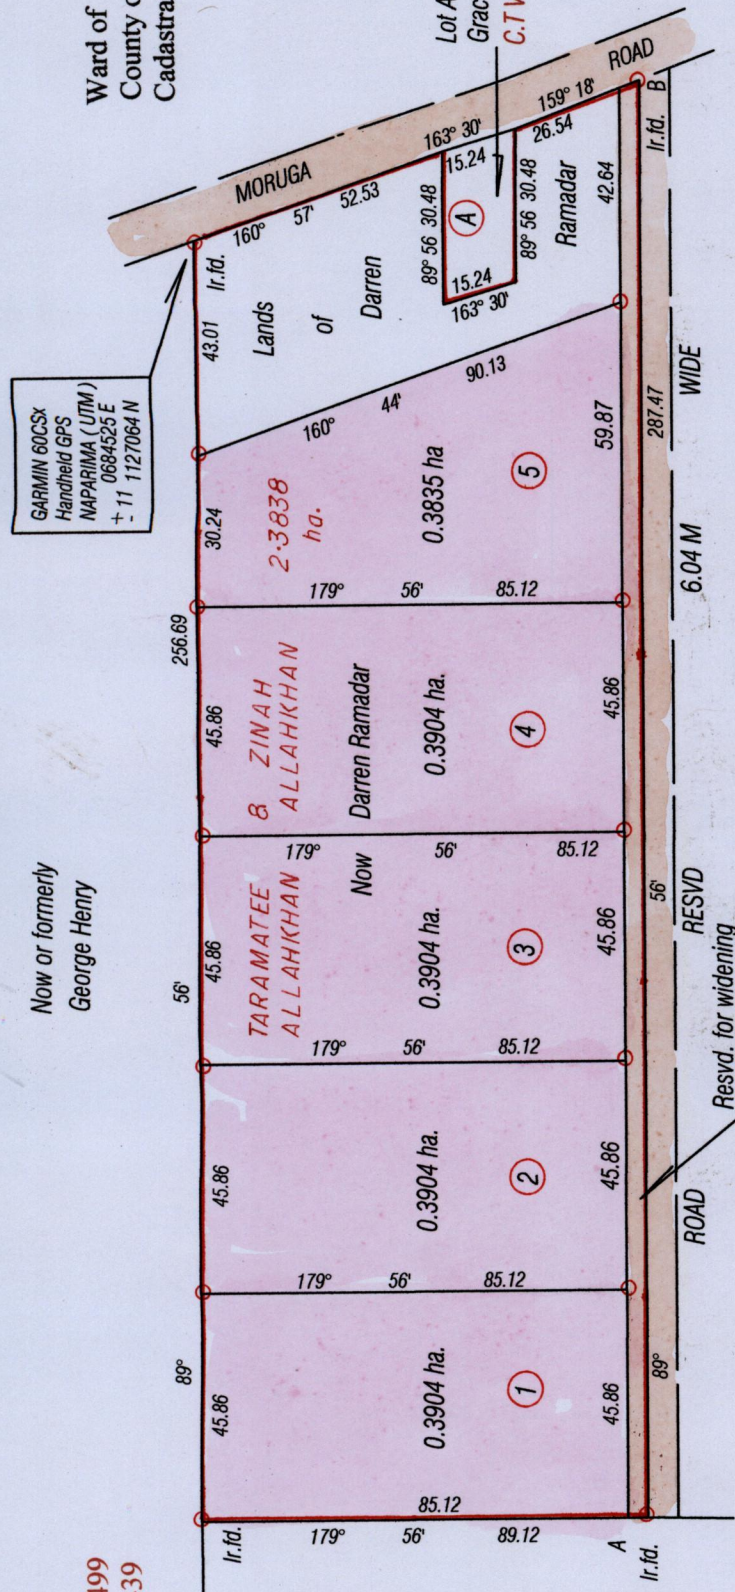 Ward of
County o
Cadastra
Lot A
Grac
C.T V
GARMIN 60CSx
Handheld GPS
NAPARIMA ( UTM )
0684525 E
+ 11 1127064 N
-
499
39
Now or formerly
George Henry
89°
56'
256.69
Ir.fd.
45.86
45.86
45.86
45.86
30.24
43.01
Ir.fd.
MORUGA
ROAD
160°
57'
52.53
163° 30'
159° 18'
26.54
15.24
89° 56 30.48
A
89° 56 30.48
15.24
163° 30'
Lands
of
Darren
Ramadar
42.64
160°
44'
90.13
TARAMATEE
ALLAHKHAN
& ZINAH
ALLAHKHAN
2·3838
ha.
Now
Darren Ramadar
0.3904 ha.
0.3904 ha.
0.3904 ha.
0.3904 ha.
0.3835 ha
1
2
3
4
5
179° 56' 89.12
85.12
179° 56' 85.12
179° 56' 85.12
179° 56' 85.12
179° 56' 85.12
45.86
45.86
45.86
45.86
59.87
A
Ir.fd.
89°
56'
287.47
Ir.fd.
B
ROAD
RESVD
6.04 M
WIDE
Resvd. for widening